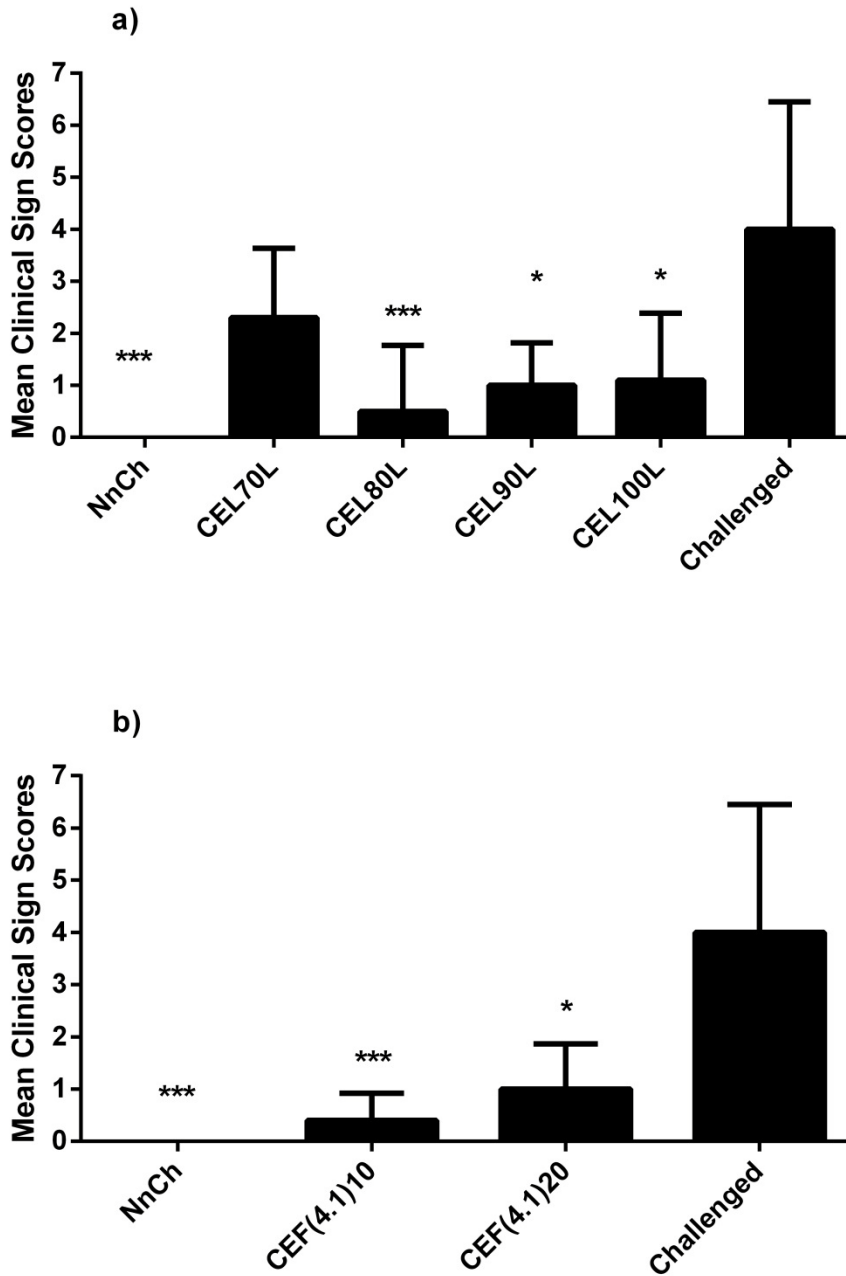 a)
Mean Clinical Sign Scores
7
6
5
4
3
2
1
0
***
***
*
*
NnCh
CEL70L
CEL80L
CEL90L
CEL100L
Challenged
b)
Mean Clinical Sign Scores
7
6
5
4
3
2
1
0
***
***
*
NnCh
CEF(4.1)10
CEF(4.1)20
Challenged